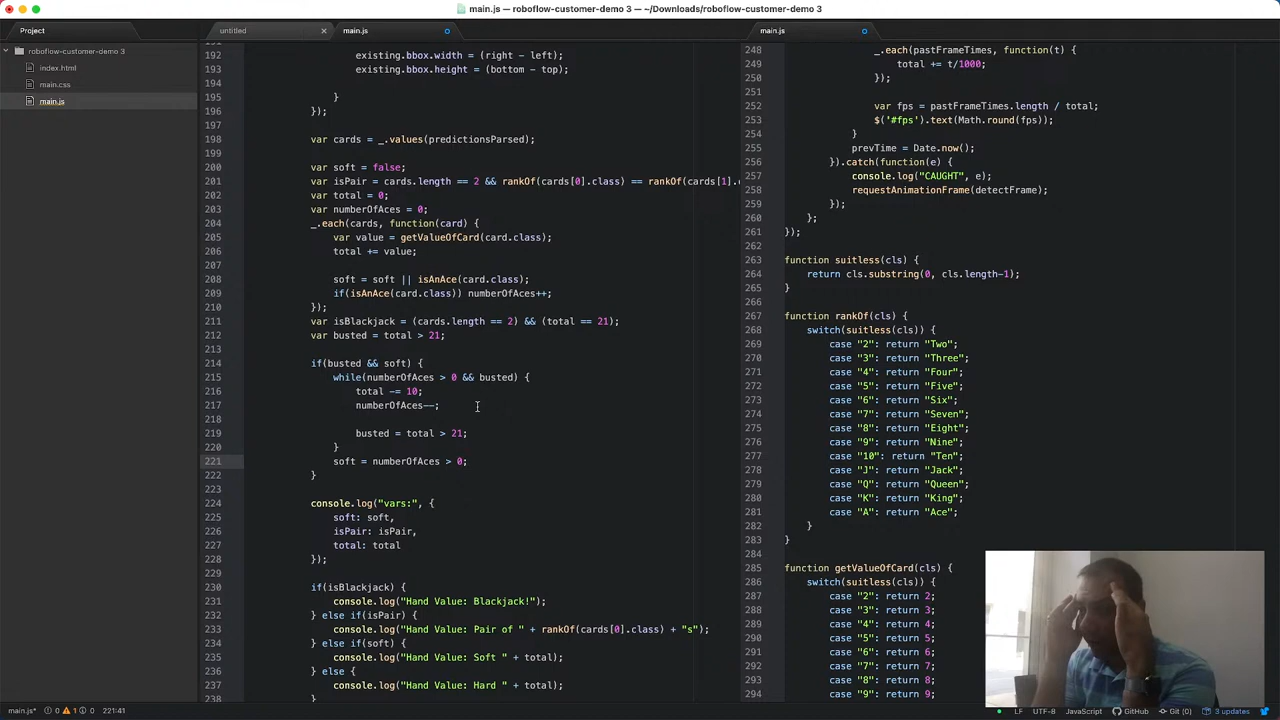 main.js — roboflow-customer-demo 3 — ~/Downloads/roboflow-customer-demo 3
Project
untitled
main.js
main.js
roboflow-customer-demo 3
index.html
main.css
main.js
192 existing.bbox.width = (right - left);
193 existing.bbox.height = (bottom - top);
194
195 }
196 });
197
198 var cards = _.values(predictionsParsed);
199
200 var soft = false;
201 var isPair = cards.length == 2 && rankOf(cards[0].class) == rankOf(cards[1].
202 var total = 0;
203 var numberOfAces = 0;
204 _.each(cards, function(card) {
205 var value = getValueOfCard(card.class);
206 total += value;
207
208 soft = soft || isAnAce(card.class);
209 if(isAnAce(card.class)) numberOfAces++;
210 });
211 var isBlackjack = (cards.length == 2) && (total == 21);
212 var busted = total > 21;
213
214 if(busted && soft) {
215 while(numberOfAces > 0 && busted) {
216 total -= 10;
217 numberOfAces--;
218
219 busted = total > 21;
220 }
221 soft = numberOfAces > 0;
222 }
223
224 console.log("vars:", {
225 soft: soft,
226 isPair: isPair,
227 total: total
228 });
229
230 if(isBlackjack) {
231 console.log("Hand Value: Blackjack!");
232 } else if(isPair) {
233 console.log("Hand Value: Pair of " + rankOf(cards[0].class) + "s");
234 } else if(soft) {
235 console.log("Hand Value: Soft " + total);
236 } else {
237 console.log("Hand Value: Hard " + total);
238 }
248 _.each(pastFrameTimes, function(t) {
249 total += t/1000;
250 });
251
252 var fps = pastFrameTimes.length / total;
253 $('#fps').text(Math.round(fps));
254 }
255 prevTime = Date.now();
256 }).catch(function(e) {
257 console.log("CAUGHT", e);
258 requestAnimationFrame(detectFrame);
259 });
260 };
261 });
262
263 function suitless(cls) {
264 return cls.substring(0, cls.length-1);
265 }
266
267 function rankOf(cls) {
268 switch(suitless(cls)) {
269 case "2": return "Two";
270 case "3": return "Three";
271 case "4": return "Four";
272 case "5": return "Five";
273 case "6": return "Six";
274 case "7": return "Seven";
275 case "8": return "Eight";
276 case "9": return "Nine";
277 case "10": return "Ten";
278 case "J": return "Jack";
279 case "Q": return "Queen";
280 case "K": return "King";
281 case "A": return "Ace";
282 }
283 }
284
285 function getValueOfCard(cls) {
286 switch(suitless(cls)) {
287 case "2": return 2;
288 case "3": return 3;
289 case "4": return 4;
290 case "5": return 5;
291 case "6": return 6;
292 case "7": return 7;
293 case "8": return 8;
294 case "9": return 9;
main.js* 0 1 0 221:41
LF UTF-8 JavaScript GitHub Git (0) 3 updates